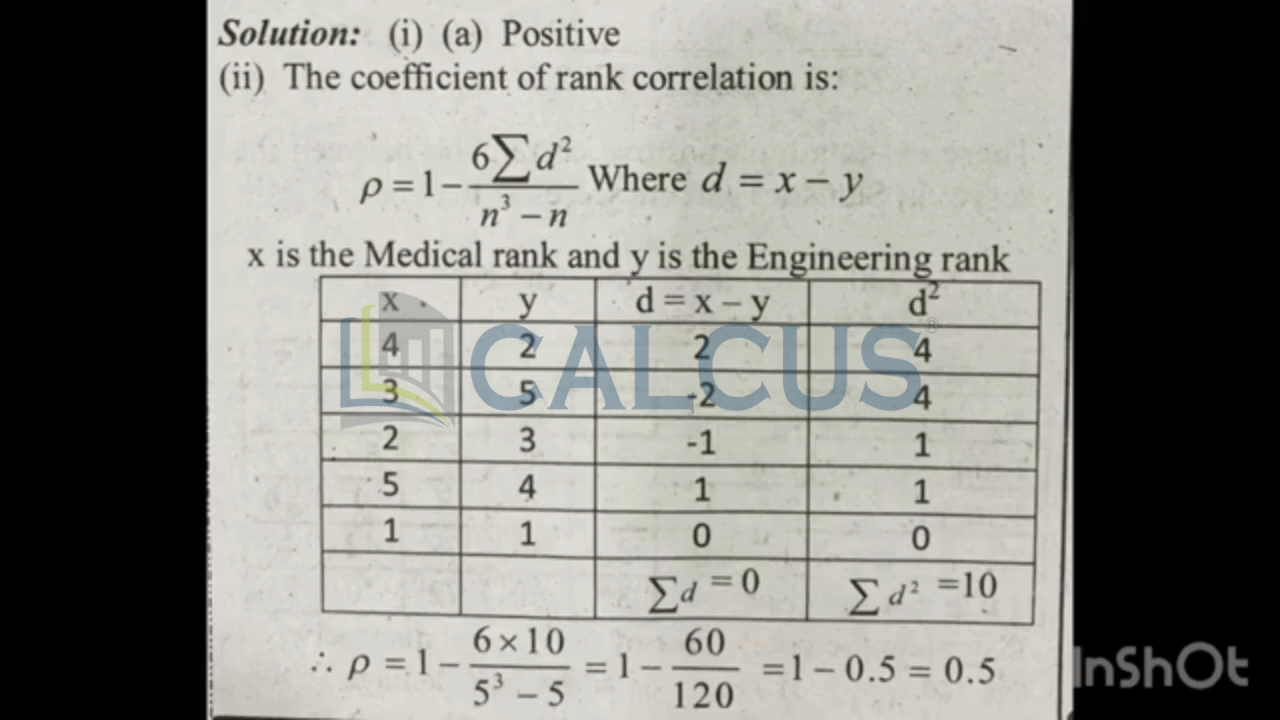 Solution: (i) (a) Positive
(ii) The coefficient of rank correlation is:
ρ = 1 − 6∑d² / n³ − n Where d = x − y
x is the Medical rank and y is the Engineering rank
x y d = x − y d²
4 2 2 4
3 5 -2 4
2 3 -1 1
5 4 1 1
1 1 0 0
∑d = 0 ∑d² = 10
∴ ρ = 1 − 6 × 10 / 5³ − 5 = 1 − 60 / 120 = 1 − 0.5 = 0.5
CALCUS®
InShOt